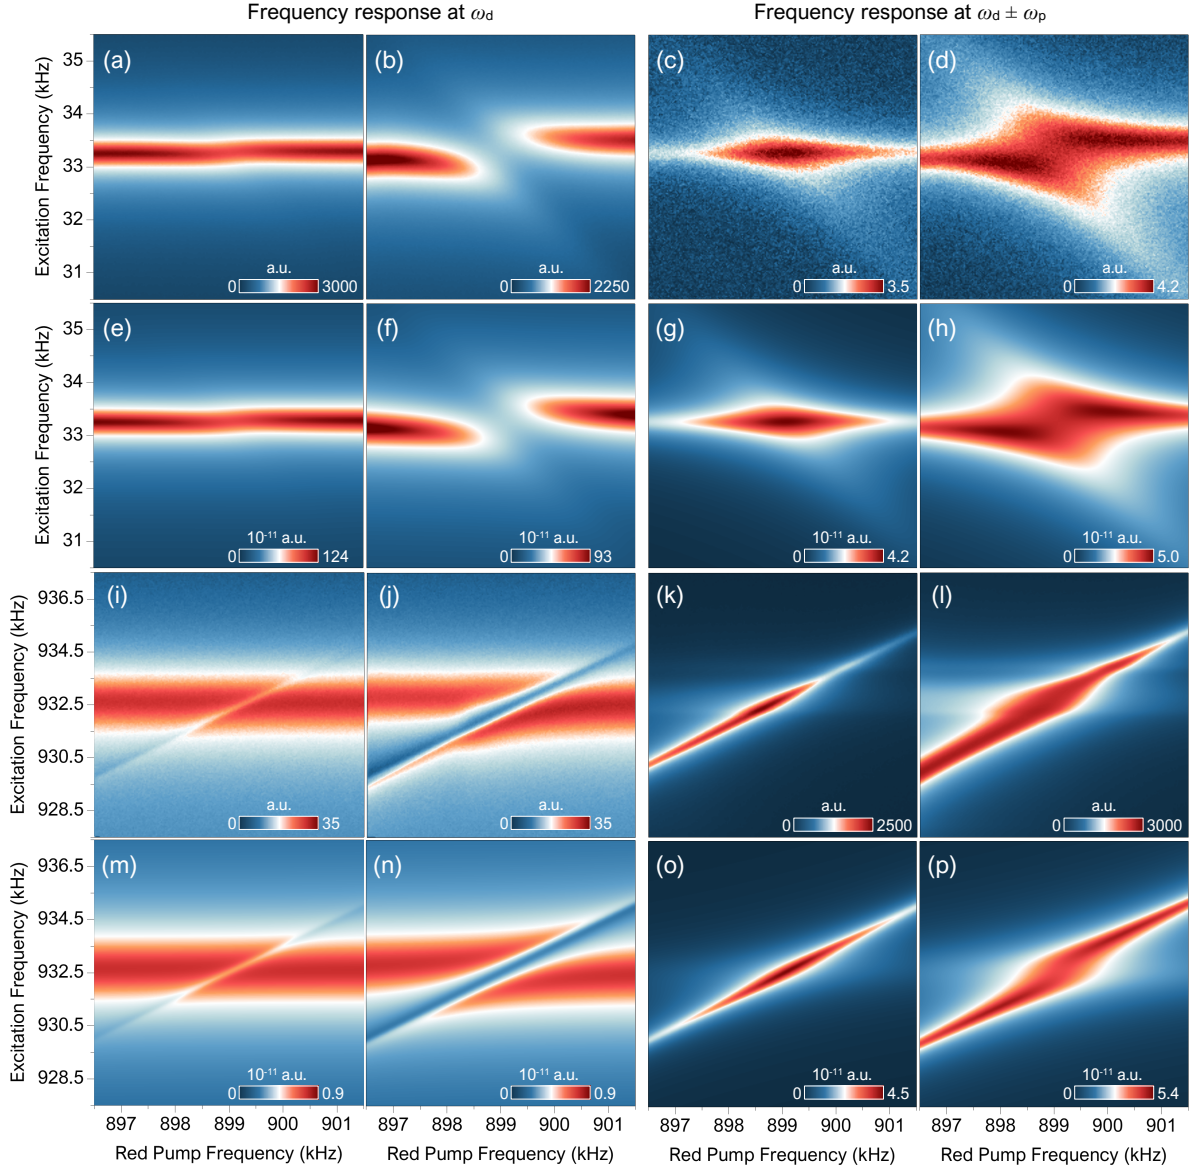 Frequency response at ωd
Frequency response at ωd ± ωp
Excitation Frequency (kHz)
35
34
33
32
31
(a)
a.u.
0
3000
(b)
a.u.
0
2250
(c)
a.u.
0
3.5
(d)
a.u.
0
4.2
Excitation Frequency (kHz)
35
34
33
32
31
(e)
10-11 a.u.
0
124
(f)
10-11 a.u.
0
93
(g)
10-11 a.u.
0
4.2
(h)
10-11 a.u.
0
5.0
Excitation Frequency (kHz)
936.5
934.5
932.5
930.5
928.5
(i)
a.u.
0
35
(j)
a.u.
0
35
(k)
a.u.
0
2500
(l)
a.u.
0
3000
Excitation Frequency (kHz)
936.5
934.5
932.5
930.5
928.5
(m)
10-11 a.u.
0
0.9
(n)
10-11 a.u.
0
0.9
(o)
10-11 a.u.
0
4.5
(p)
10-11 a.u.
0
5.4
897 898 899 900 901
897 898 899 900 901
897 898 899 900 901
897 898 899 900 901
Red Pump Frequency (kHz)
Red Pump Frequency (kHz)
Red Pump Frequency (kHz)
Red Pump Frequency (kHz)